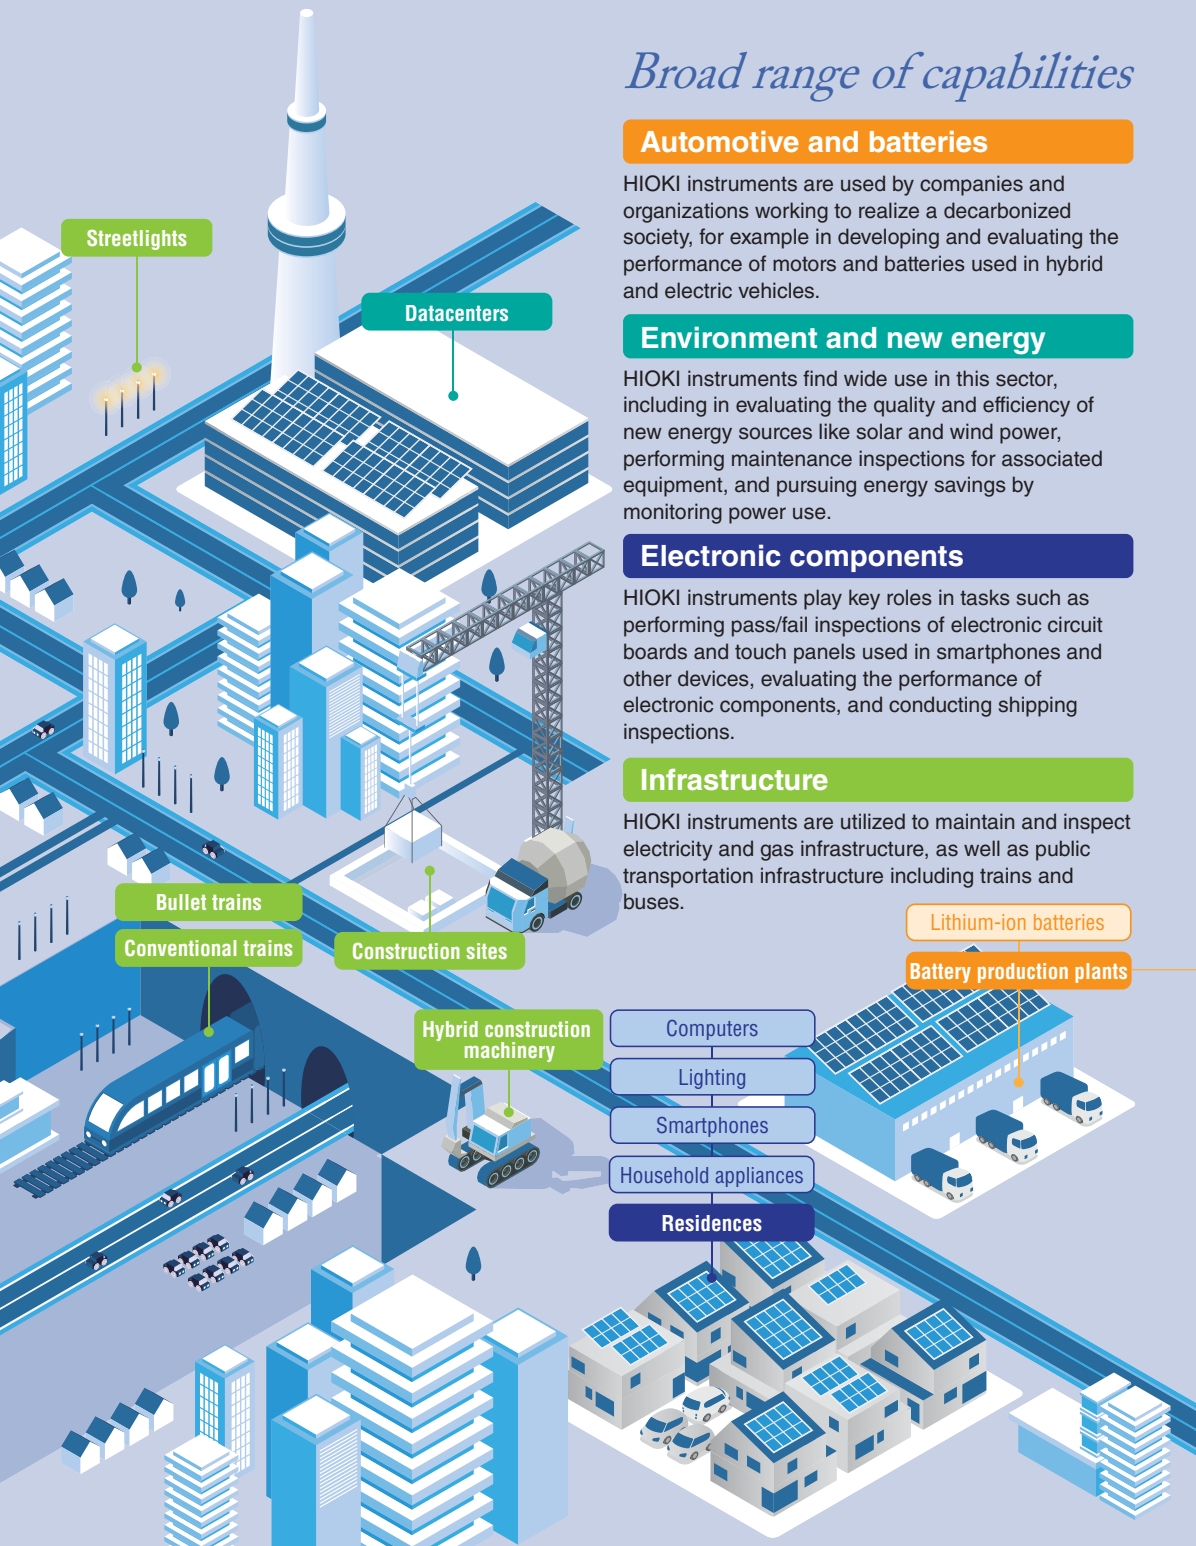 Broad range of capabilities
Automotive and batteries
HIOKI instruments are used by companies and
organizations working to realize a decarbonized
society, for example in developing and evaluating the
performance of motors and batteries used in hybrid
and electric vehicles.
Environment and new energy
HIOKI instruments find wide use in this sector,
including in evaluating the quality and efficiency of
new energy sources like solar and wind power,
performing maintenance inspections for associated
equipment, and pursuing energy savings by
monitoring power use.
Electronic components
HIOKI instruments play key roles in tasks such as
performing pass/fail inspections of electronic circuit
boards and touch panels used in smartphones and
other devices, evaluating the performance of
electronic components, and conducting shipping
inspections.
Infrastructure
HIOKI instruments are utilized to maintain and inspect
electricity and gas infrastructure, as well as public
transportation infrastructure including trains and
buses.
Streetlights
Datacenters
Bullet trains
Conventional trains
Construction sites
Lithium-ion batteries
Battery production plants
Hybrid construction
machinery
Computers
Lighting
Smartphones
Household appliances
Residences